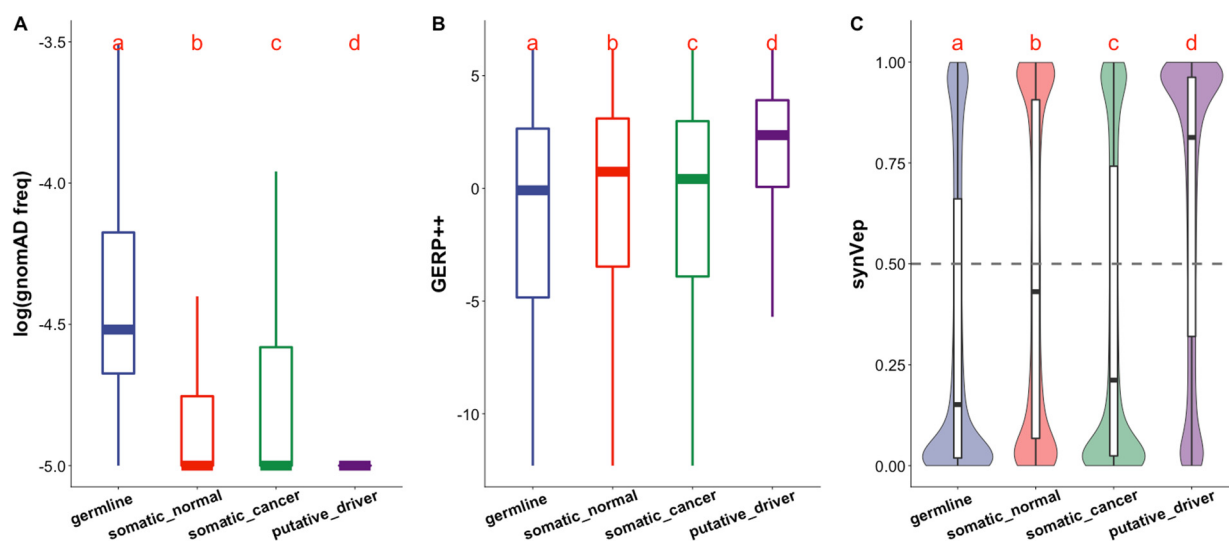 A
a
b
c
d
-3.5
-4.0
-4.5
-5.0
log(gnomAD freq)
germline
somatic_normal
somatic_cancer
putative_driver
B
a
b
c
d
5
0
-5
-10
GERP++
germline
somatic_normal
somatic_cancer
putative_driver
C
a
b
c
d
1.00
0.75
0.50
0.25
0.00
synVep
germline
somatic_normal
somatic_cancer
putative_driver